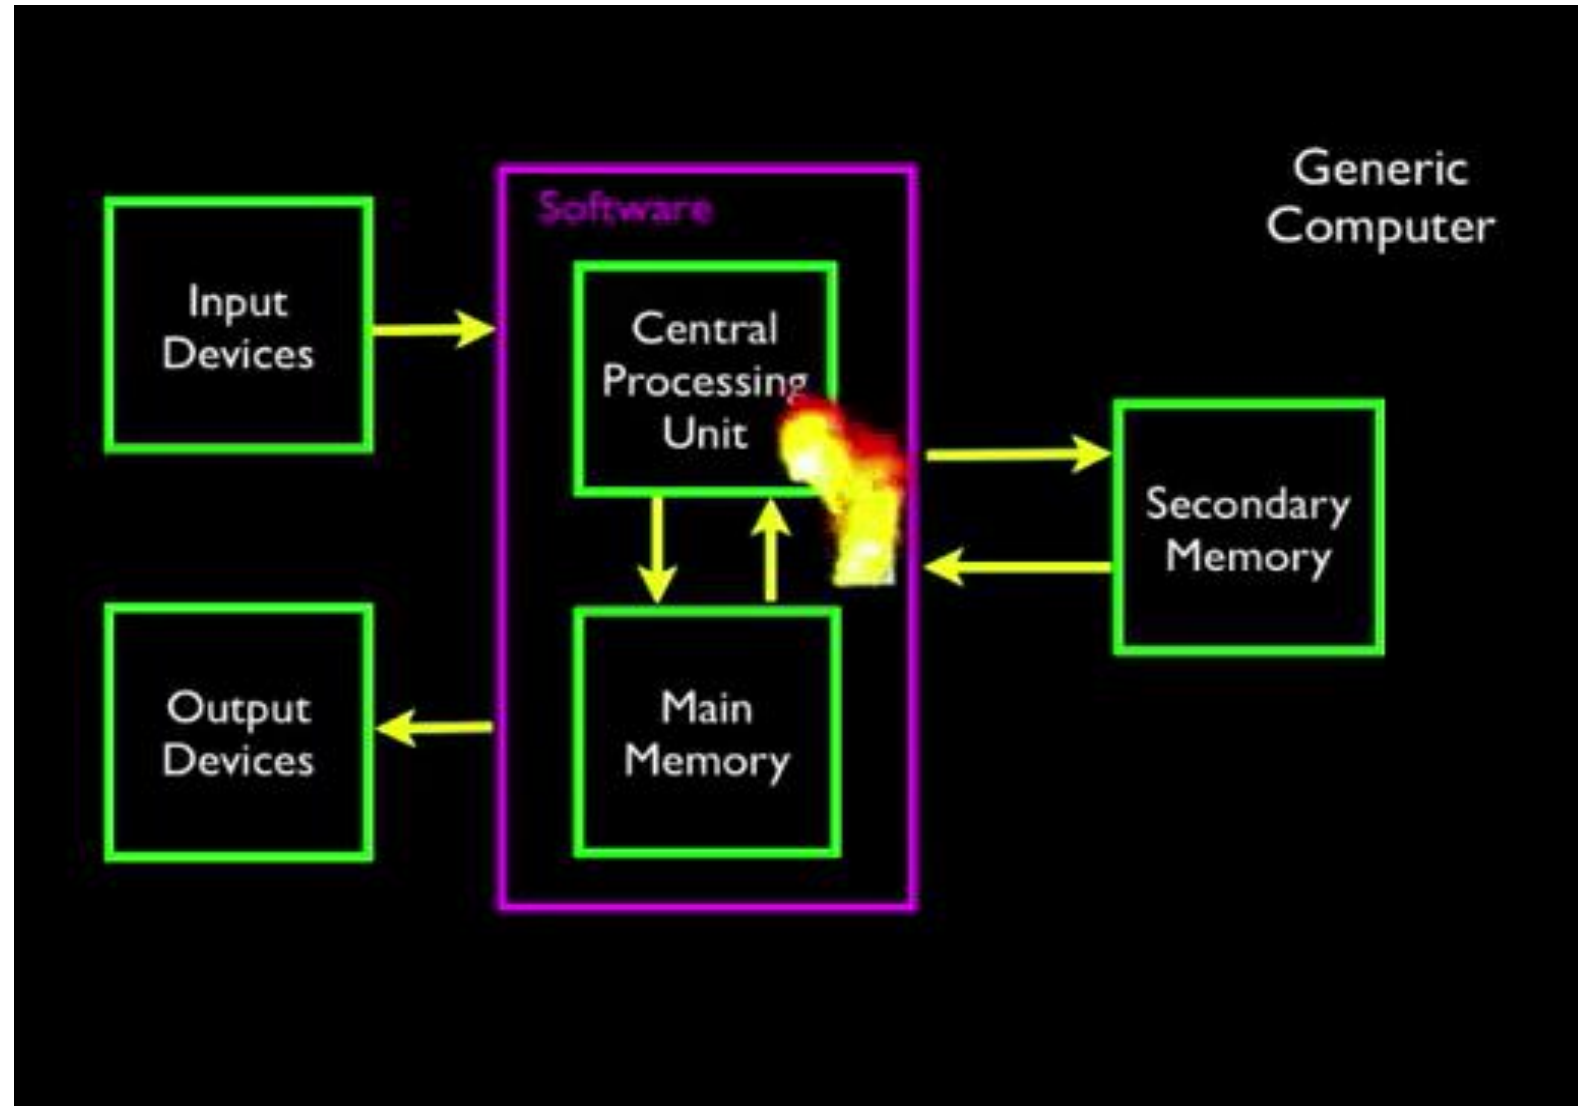 Generic
Computer
Software
Input
Devices
Central
Processing
Unit
Secondary
Memory
Output
Devices
Main
Memory